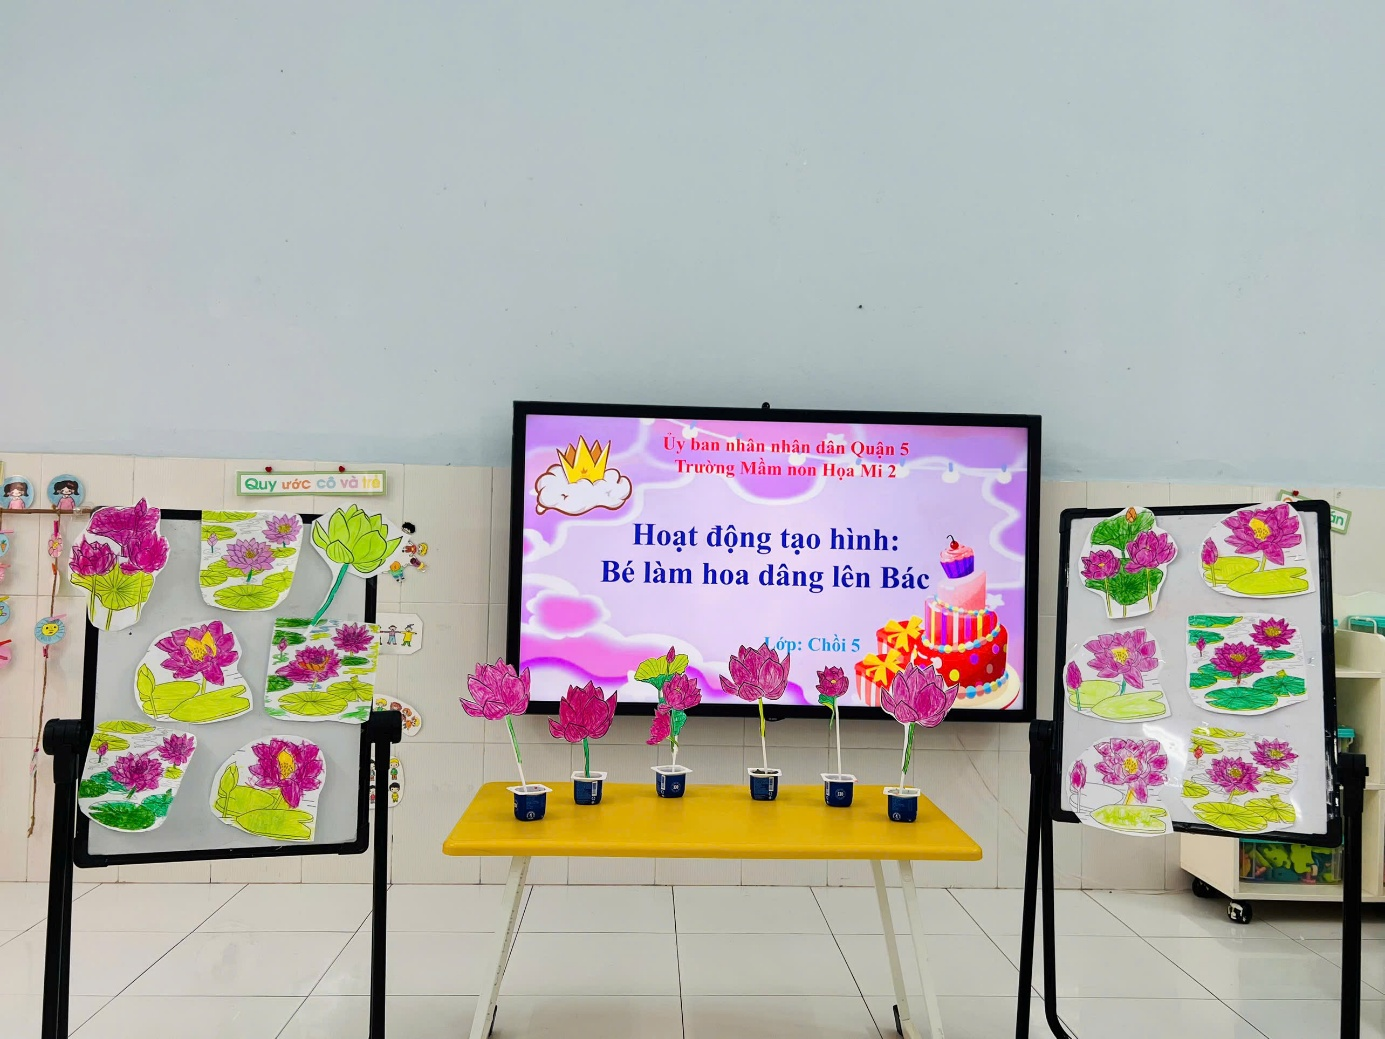 Ủy ban nhân nhân dân Quận 5
Trường Mầm non Họa Mi 2
Hoạt động tạo hình:
Bé làm hoa dâng lên Bác
Lớp: Chồi 5
Quy ước cô và trẻ